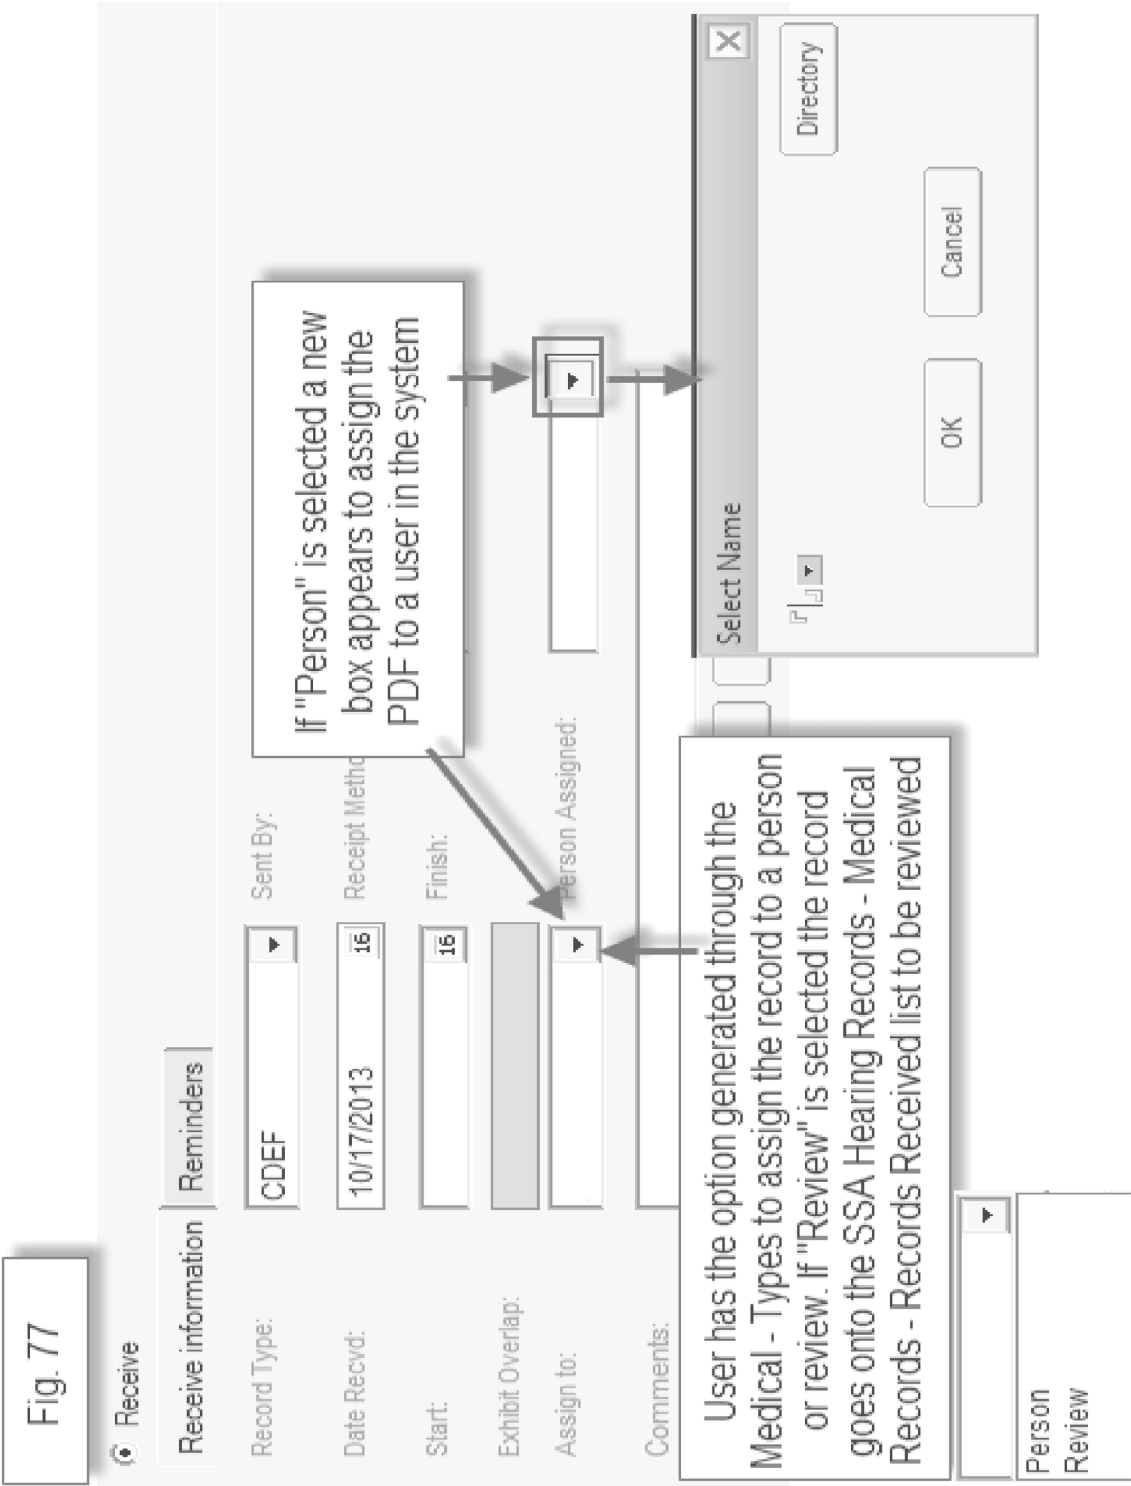 Fig. 77
Receive
Receive information
Reminders
Record Type:
CDEF
Sent By:
Date Recvd:
10/17/2013
16
Receipt Metho
Start:
16
Finish:
Exhibit Overlap:
Assign to:
Person Assigned:
Comments:
If "Person" is selected a new
box appears to assign the
PDF to a user in the system
User has the option generated through the
Medical - Types to assign the record to a person
or review. If "Review" is selected the record
goes onto the SSA Hearing Records - Medical
Records - Records Received list to be reviewed
Person
Review
Select Name
Directory
OK
Cancel